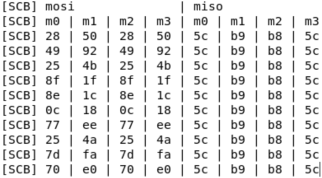 [SCB] mosi | miso
[SCB] m0 | m1 | m2 | m3 | m0 | m1 | m2 | m3
[SCB] 28 | 50 | 28 | 50 | 5c | b9 | b8 | 5c
[SCB] 49 | 92 | 49 | 92 | 5c | b9 | b8 | 5c
[SCB] 25 | 4b | 25 | 4b | 5c | b9 | b8 | 5c
[SCB] 8f | 1f | 8f | 1f | 5c | b9 | b8 | 5c
[SCB] 8e | 1c | 8e | 1c | 5c | b9 | b8 | 5c
[SCB] 0c | 18 | 0c | 18 | 5c | b9 | b8 | 5c
[SCB] 77 | ee | 77 | ee | 5c | b9 | b8 | 5c
[SCB] 25 | 4a | 25 | 4a | 5c | b9 | b8 | 5c
[SCB] 7d | fa | 7d | fa | 5c | b9 | b8 | 5c
[SCB] 70 | e0 | 70 | e0 | 5c | b9 | b8 | 5c